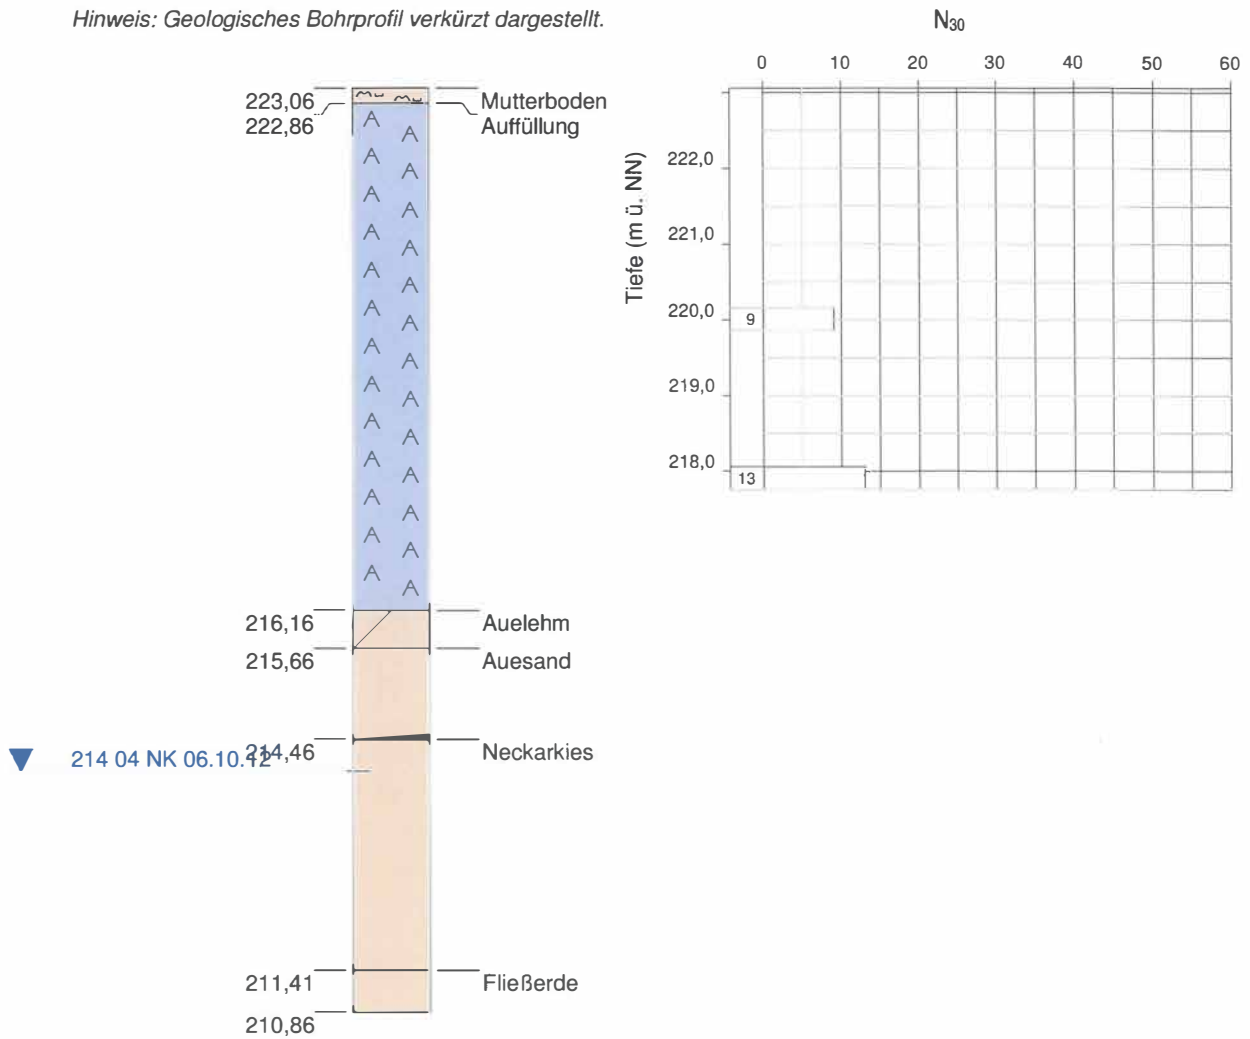 Hinweis: Geologisches Bohrprofil verkürzt dargestellt.
223,06
Mutterboden
222,86
Auffüllung
216,16
Auelehm
215,66
Auesand
214,46
Neckarkies
214 04 NK 06.10.12
211,41
Fließerde
210,86
N30
0 10 20 30 40 50 60
Tiefe (m ü. NN)
222,0
221,0
220,0
9
219,0
218,0
13